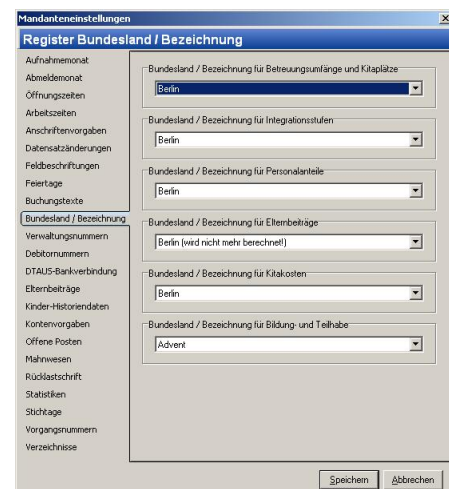 Mandanteneinstellungen
Register Bundesland / Bezeichnung
Aufnahmemonat
Abmeldemonat
Öffnungszeiten
Arbeitszeiten
Anschriftenvorgaben
Datensatzänderungen
Feldbeschriftungen
Feiertage
Buchungstexte
Bundesland / Bezeichnung
Verwaltungsnummern
Debitornummern
DTAUS-Bankverbindung
Elternbeiträge
Kinder-Historiendaten
Kontenvorgaben
Offene Posten
Mahnwesen
Rücklastschrift
Statistiken
Stichtage
Vorgangsnummern
Verzeichnisse
Bundesland / Bezeichnung für Betreuungsumfänge und Kitaplätze
Berlin
Bundesland / Bezeichnung für Integrationsstufen
Berlin
Bundesland / Bezeichnung für Personalanteile
Berlin
Bundesland / Bezeichnung für Elternbeiträge
Berlin (wird nicht mehr berechnet!)
Bundesland / Bezeichnung für Kitakosten
Berlin
Bundesland / Bezeichnung für Bildung- und Teilhabe
Advent
Speichern
Abbrechen